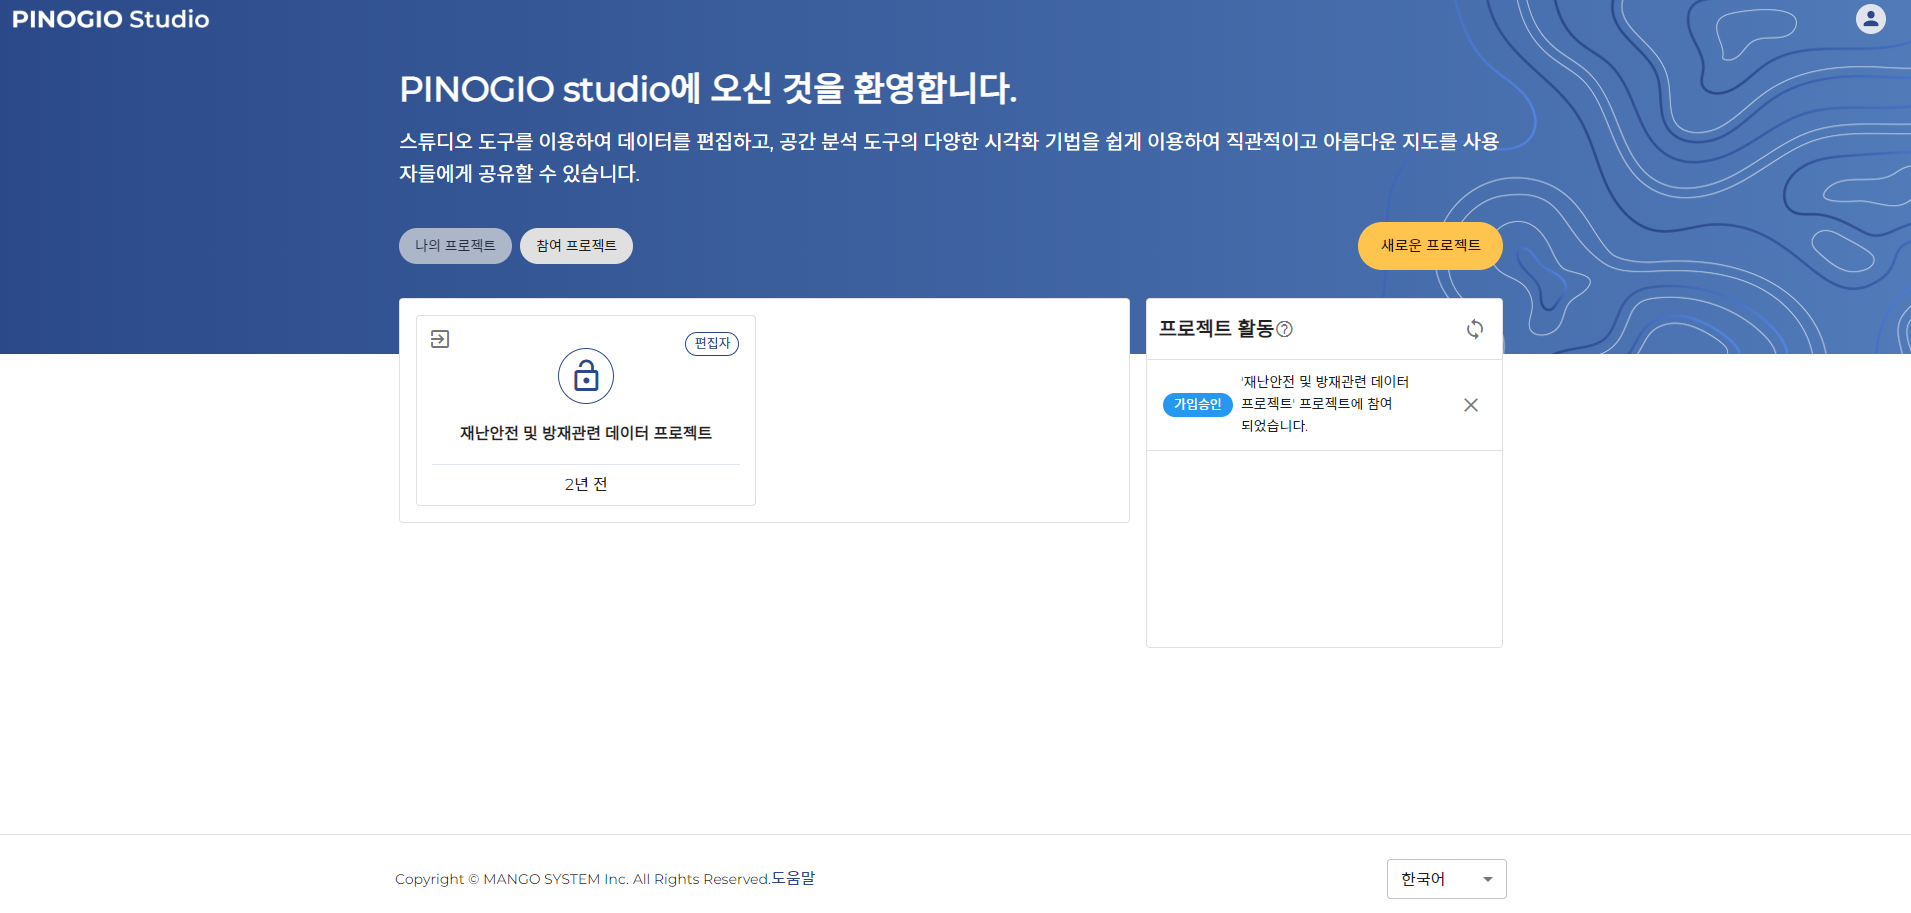 PINOGIO Studio
PINOGIO studio에 오신 것을 환영합니다.
스튜디오 도구를 이용하여 데이터를 편집하고, 공간 분석 도구의 다양한 시각화 기법을 쉽게 이용하여 직관적이고 아름다운 지도를 사용
자들에게 공유할 수 있습니다.
나의 프로젝트
참여 프로젝트
새로운 프로젝트
편집자
재난안전 및 방재관련 데이터 프로젝트
2년 전
프로젝트 활동?
가입승인
'재난안전 및 방재관련 데이터
프로젝트' 프로젝트에 참여
되었습니다.
Copyright © MANGO SYSTEM Inc. All Rights Reserved.도움말
한국어